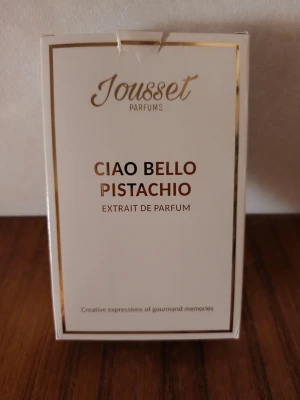 Jousset
PARFUMS
CIAO BELLO
PISTACHIO
EXTRAIT DE PARFUM
Creative expressions of gourmand memories